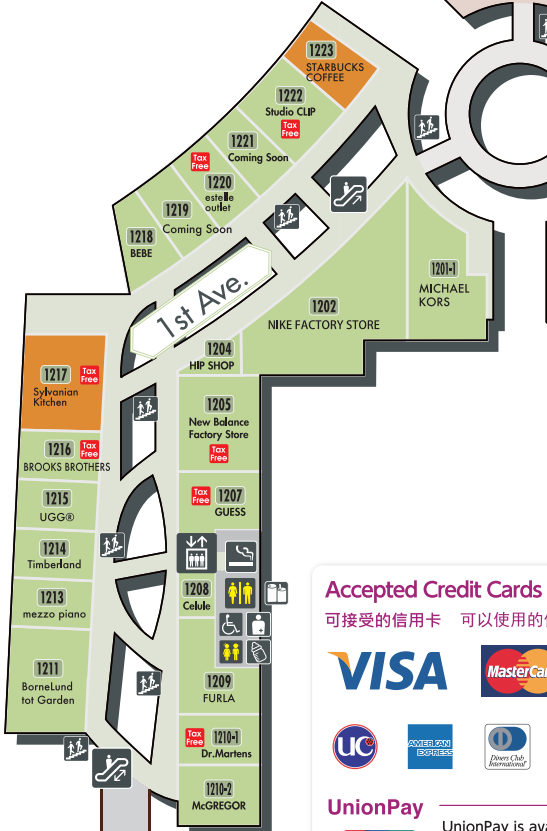 1223
STARBUCKS
COFFEE
1222
Studio CLIP
Tax
Free
1221
Coming Soon
Tax
Free
1220
estelle
outlet
1219
Coming Soon
1218
BEBE
1st Ave.
1201-1
MICHAEL
KORS
1202
NIKE FACTORY STORE
1204
HIP SHOP
1217
Tax
Free
Sylvanian
Kitchen
1205
New Balance
Factory Store
Tax
Free
1216
Tax
Free
BROOKS BROTHERS
1215
UGG®
Tax
Free
1207
GUESS
1214
Timberland
1213
mezzo piano
1208
Celule
1211
BorneLund
tot Garden
1209
FURLA
Tax
Free
1210-1
Dr.Martens
1210-2
McGREGOR
Accepted Credit Cards
可接受的信用卡 可以使用的
VISA
MasterCar
UC
AMERICAN
EXPRESS
Diners Club
International
UnionPay
UnionPay is ava